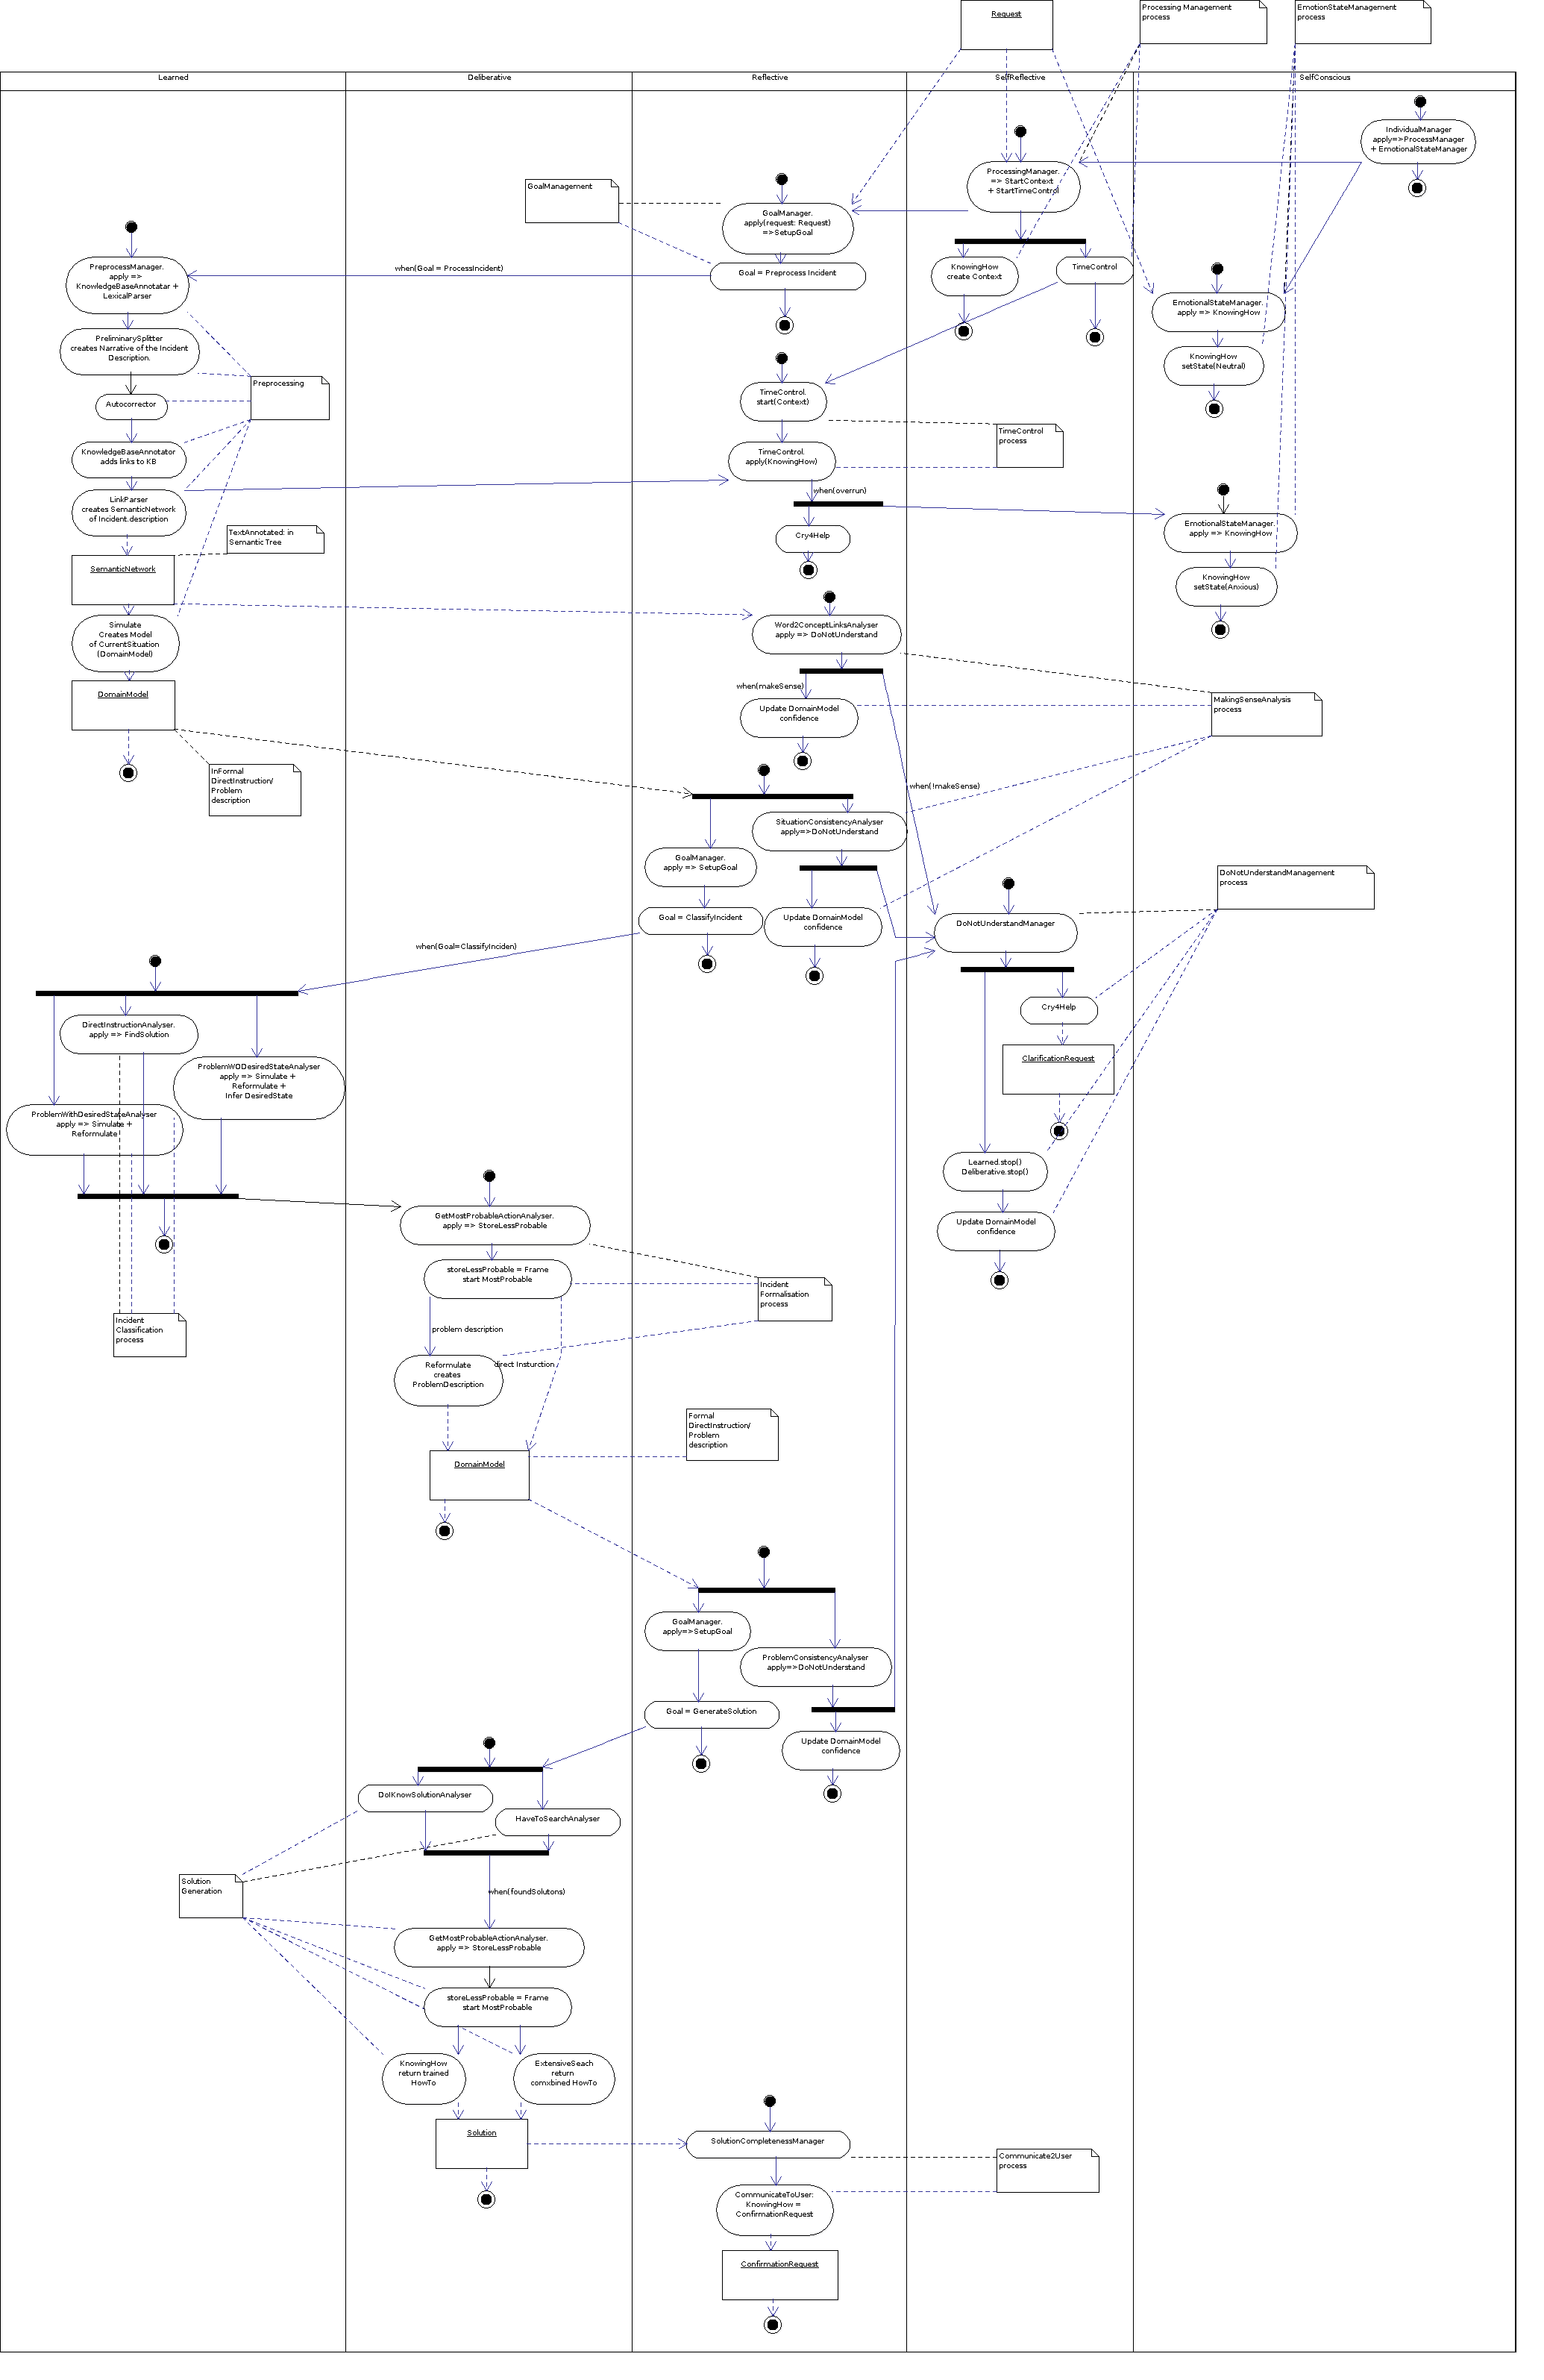 Request
Processing Management
process
EmotionStateManagement
process
Learned
Deliberative
Reflective
SelfReflective
SelfConscious
IndividualManager
apply=>ProcessManager
+ EmotionalStateManager
ProcessingManager.
=> StartContext
+ StartTimeControl
GoalManagement
GoalManager.
apply(request: Request)
=>SetupGoal
PreprocessManager.
apply =>
KnowledgeBaseAnnotatar +
LexicalParser
when(Goal = ProcessIncident)
Goal = Preprocess Incident
KnowingHow
create Context
TimeControl
EmotionalStateManager.
apply => KnowingHow
PreliminarySplitter
creates Narrative of the Incident
Description.
KnowingHow
setState(Neutral)
Preprocessing
Autocorrector
TimeControl.
start(Context)
TimeControl
process
KnowledgeBaseAnnotator
adds links to KB
TimeControl.
apply(KnowingHow)
LinkParser
creates SemanticNetwork
of Incident.description
when(overrun)
EmotionalStateManager.
apply => KnowingHow
TextAnnotated: in
Semantic Tree
Cry4Help
SemanticNetwork
KnowingHow
setState(Anxious)
Simulate
Creates Model
of CurrentSituation
(DomainModel)
Word2ConceptLinksAnalyser
apply => DoNotUnderstand
DomainModel
when(makeSense)
Update DomainModel
confidence
MakingSenseAnalysis
process
InFormal
DirectInstruction/
Problem
description
when(!makeSense)
SituationConsistencyAnalyser
apply=>DoNotUnderstand
GoalManager.
apply => SetupGoal
DoNotUnderstandManagement
process
Goal = ClassifyIncident
Update DomainModel
confidence
DoNotUnderstandManager
when(Goal=ClassifyInciden)
Cry4Help
DirectInstructionAnalyser.
apply => FindSolution
ClarificationRequest
ProblemWODesiredStateAnalyser
apply => Simulate +
Reformulate +
Infer DesiredState
ProblemWithDesiredStateAnalyser
apply => Simulate +
Reformulate
Learned.stop()
Deliberative.stop()
GetMostProbableActionAnalyser.
apply => StoreLessProbable
Update DomainModel
confidence
storeLessProbable = Frame
start MostProbable
Incident
Formalisation
process
Incident
Classification
process
problem description
direct Insturction
Reformulate
creates
ProblemDescription
Formal
DirectInstruction/
Problem
description
DomainModel
GoalManager.
apply=>SetupGoal
ProblemConsistencyAnalyser
apply=>DoNotUnderstand
Goal = GenerateSolution
Update DomainModel
confidence
DoIKnowSolutionAnalyser
HaveToSearchAnalyser
Solution
Generation
when(foundSolutons)
GetMostProbableActionAnalyser.
apply => StoreLessProbable
storeLessProbable = Frame
start MostProbable
KnowingHow
return trained
HowTo
ExtensiveSeach
return
comxbined HowTo
Solution
SolutionCompletenessManager
Communicate2User
process
CommunicateToUser:
KnowingHow =
ConfirmationRequest
ConfirmationRequest